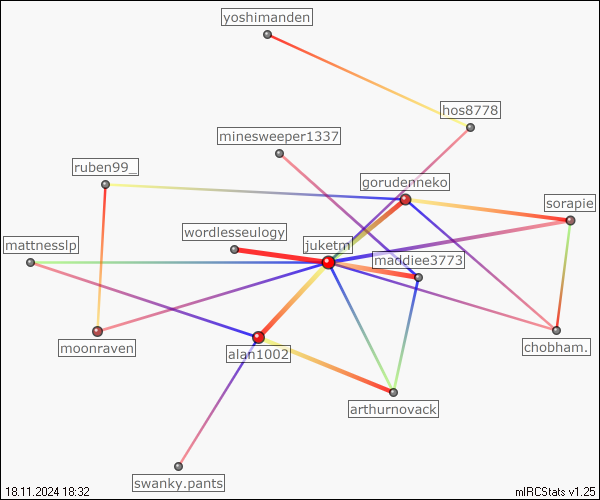 yoshimanden
hos8778
minesweeper1337
ruben99_
gorudenneko
sorapie
wordlesseulogy
mattnesslp
juketm
maddiee3773
moonraven
alan1002
chobham.
arthurnovack
swanky.pants
18.11.2024 18:32
mIRCStats v1.25